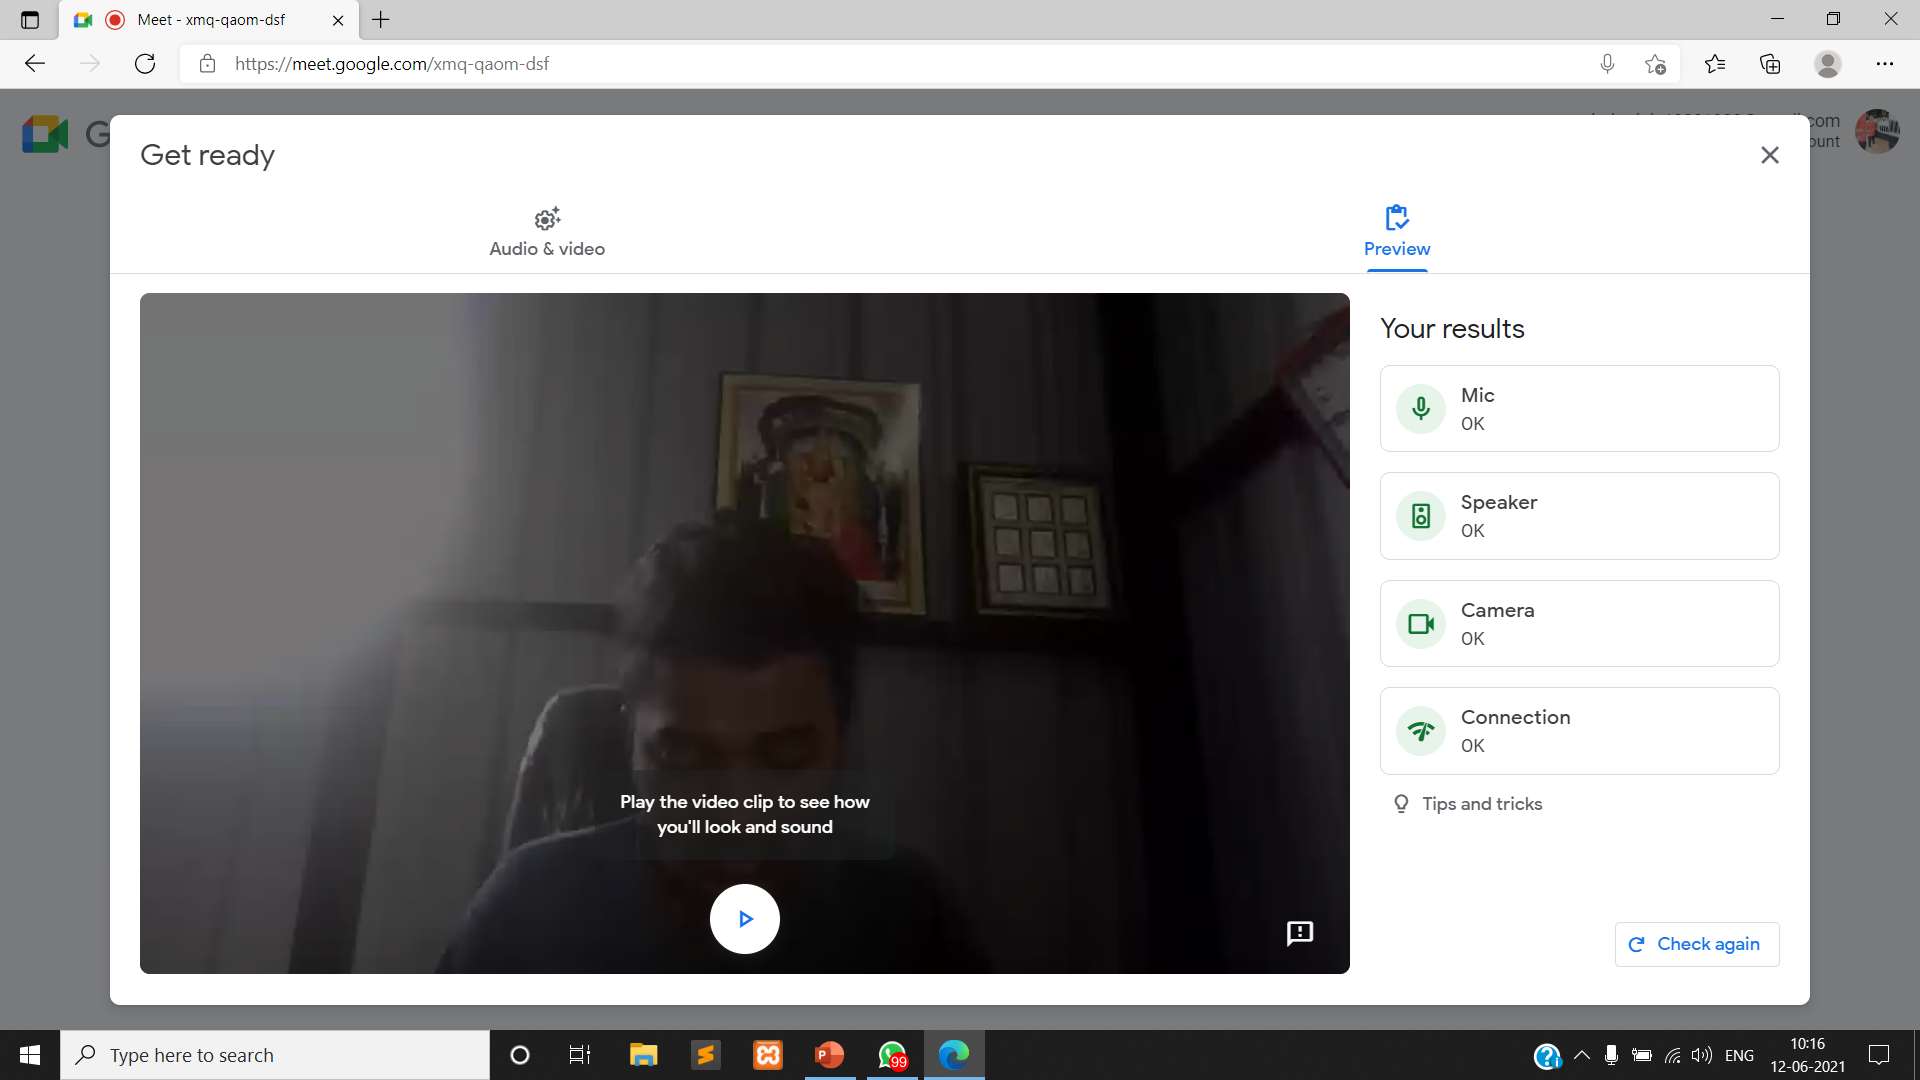 Meet - xmq-qaom-dsf
https://meet.google.com/xmq-qaom-dsf
G
com
ount
Get ready
Audio & video
Preview
Your results
Mic
OK
Speaker
OK
Camera
OK
Connection
OK
Play the video clip to see how
you'll look and sound
Tips and tricks
Check again
Type here to search
99
ENG
10:16
12-06-2021